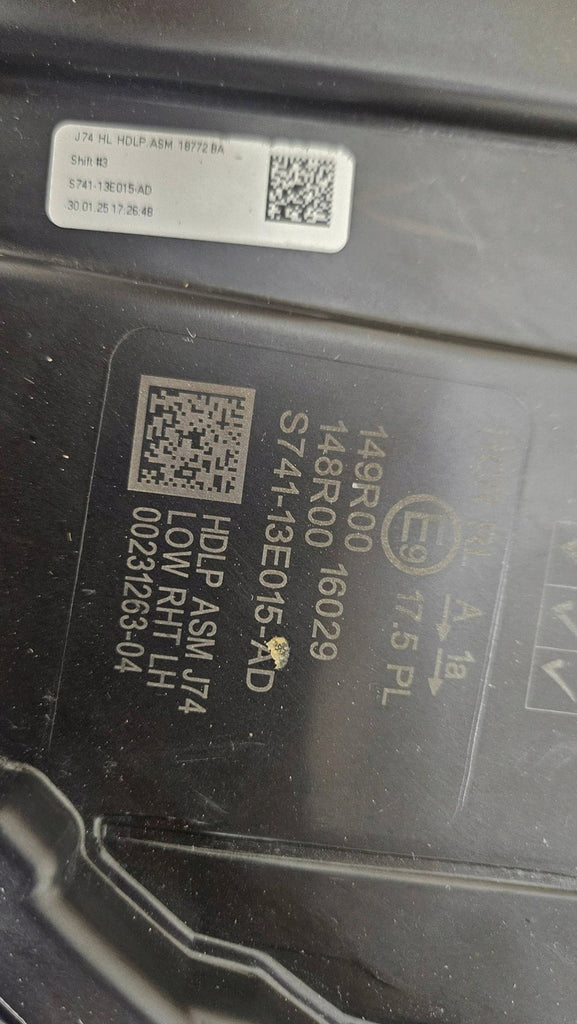 J74 HL HDLP ASM 18772 BA
Shift #3
S741-13E015-AD
30.01.25 17:26:48
A 1a
E9 17.5 PL
149R00
148R00 16029
S741-13E015-AD
HDLP ASM J74
LOW RHT LH
00231263-04